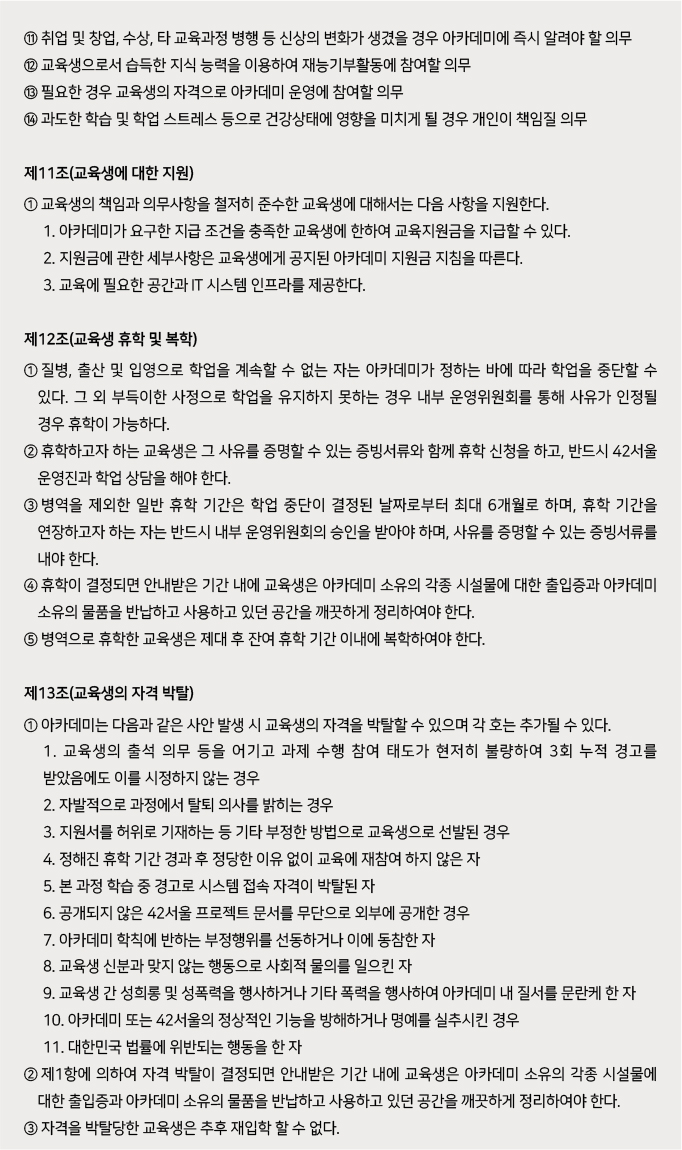 ⑪ 취업 및 창업, 수상, 타 교육과정 병행 등 신상의 변화가 생겼을 경우 아카데미에 즉시 알려야 할 의무
⑫ 교육생으로서 습득한 지식 능력을 이용하여 재능기부활동에 참여할 의무
⑬ 필요한 경우 교육생의 자격으로 아카데미 운영에 참여할 의무
⑭ 과도한 학습 및 학업 스트레스 등으로 건강상태에 영향을 미치게 될 경우 개인이 책임질 의무
제11조(교육생에 대한 지원)
① 교육생의 책임과 의무사항을 철저히 준수한 교육생에 대해서는 다음 사항을 지원한다.
1. 아카데미가 요구한 지급 조건을 충족한 교육생에 한하여 교육지원금을 지급할 수 있다.
2. 지원금에 관한 세부사항은 교육생에게 공지된 아카데미 지원금 지침을 따른다.
3. 교육에 필요한 공간과 IT 시스템 인프라를 제공한다.
제12조(교육생 휴학 및 복학)
① 질병, 출산 및 입영으로 학업을 계속할 수 없는 자는 아카데미가 정하는 바에 따라 학업을 중단할 수
있다. 그 외 부득이한 사정으로 학업을 유지하지 못하는 경우 내부 운영위원회를 통해 사유가 인정될
경우 휴학이 가능하다.
② 휴학하고자 하는 교육생은 그 사유를 증명할 수 있는 증빙서류와 함께 휴학 신청을 하고, 반드시 42서울
운영진과 학업 상담을 해야 한다.
③ 병역을 제외한 일반 휴학 기간은 학업 중단이 결정된 날짜로부터 최대 6개월로 하며, 휴학 기간을
연장하고자 하는 자는 반드시 내부 운영위원회의 승인을 받아야 하며, 사유를 증명할 수 있는 증빙서류를
내야 한다.
④ 휴학이 결정되면 안내받은 기간 내에 교육생은 아카데미 소유의 각종 시설물에 대한 출입증과 아카데미
소유의 물품을 반납하고 사용하고 있던 공간을 깨끗하게 정리하여야 한다.
⑤ 병역으로 휴학한 교육생은 제대 후 잔여 휴학 기간 이내에 복학하여야 한다.
제13조(교육생의 자격 박탈)
① 아카데미는 다음과 같은 사안 발생 시 교육생의 자격을 박탈할 수 있으며 각 호는 추가될 수 있다.
1. 교육생의 출석 의무 등을 어기고 과제 수행 참여 태도가 현저히 불량하여 3회 누적 경고를
받았음에도 이를 시정하지 않는 경우
2. 자발적으로 과정에서 탈퇴 의사를 밝히는 경우
3. 지원서를 허위로 기재하는 등 기타 부정한 방법으로 교육생으로 선발된 경우
4. 정해진 휴학 기간 경과 후 정당한 이유 없이 교육에 재참여 하지 않은 자
5. 본 과정 학습 중 경고로 시스템 접속 자격이 박탈된 자
6. 공개되지 않은 42서울 프로젝트 문서를 무단으로 외부에 공개한 경우
7. 아카데미 학칙에 반하는 부정행위를 선동하거나 이에 동참한 자
8. 교육생 신분과 맞지 않는 행동으로 사회적 물의를 일으킨 자
9. 교육생 간 성희롱 및 성폭력을 행사하거나 기타 폭력을 행사하여 아카데미 내 질서를 문란케 한 자
10. 아카데미 또는 42서울의 정상적인 기능을 방해하거나 명예를 실추시킨 경우
11. 대한민국 법률에 위반되는 행동을 한 자
② 제1항에 의하여 자격 박탈이 결정되면 안내받은 기간 내에 교육생은 아카데미 소유의 각종 시설물에
대한 출입증과 아카데미 소유의 물품을 반납하고 사용하고 있던 공간을 깨끗하게 정리하여야 한다.
③ 자격을 박탈당한 교육생은 추후 재입학 할 수 없다.